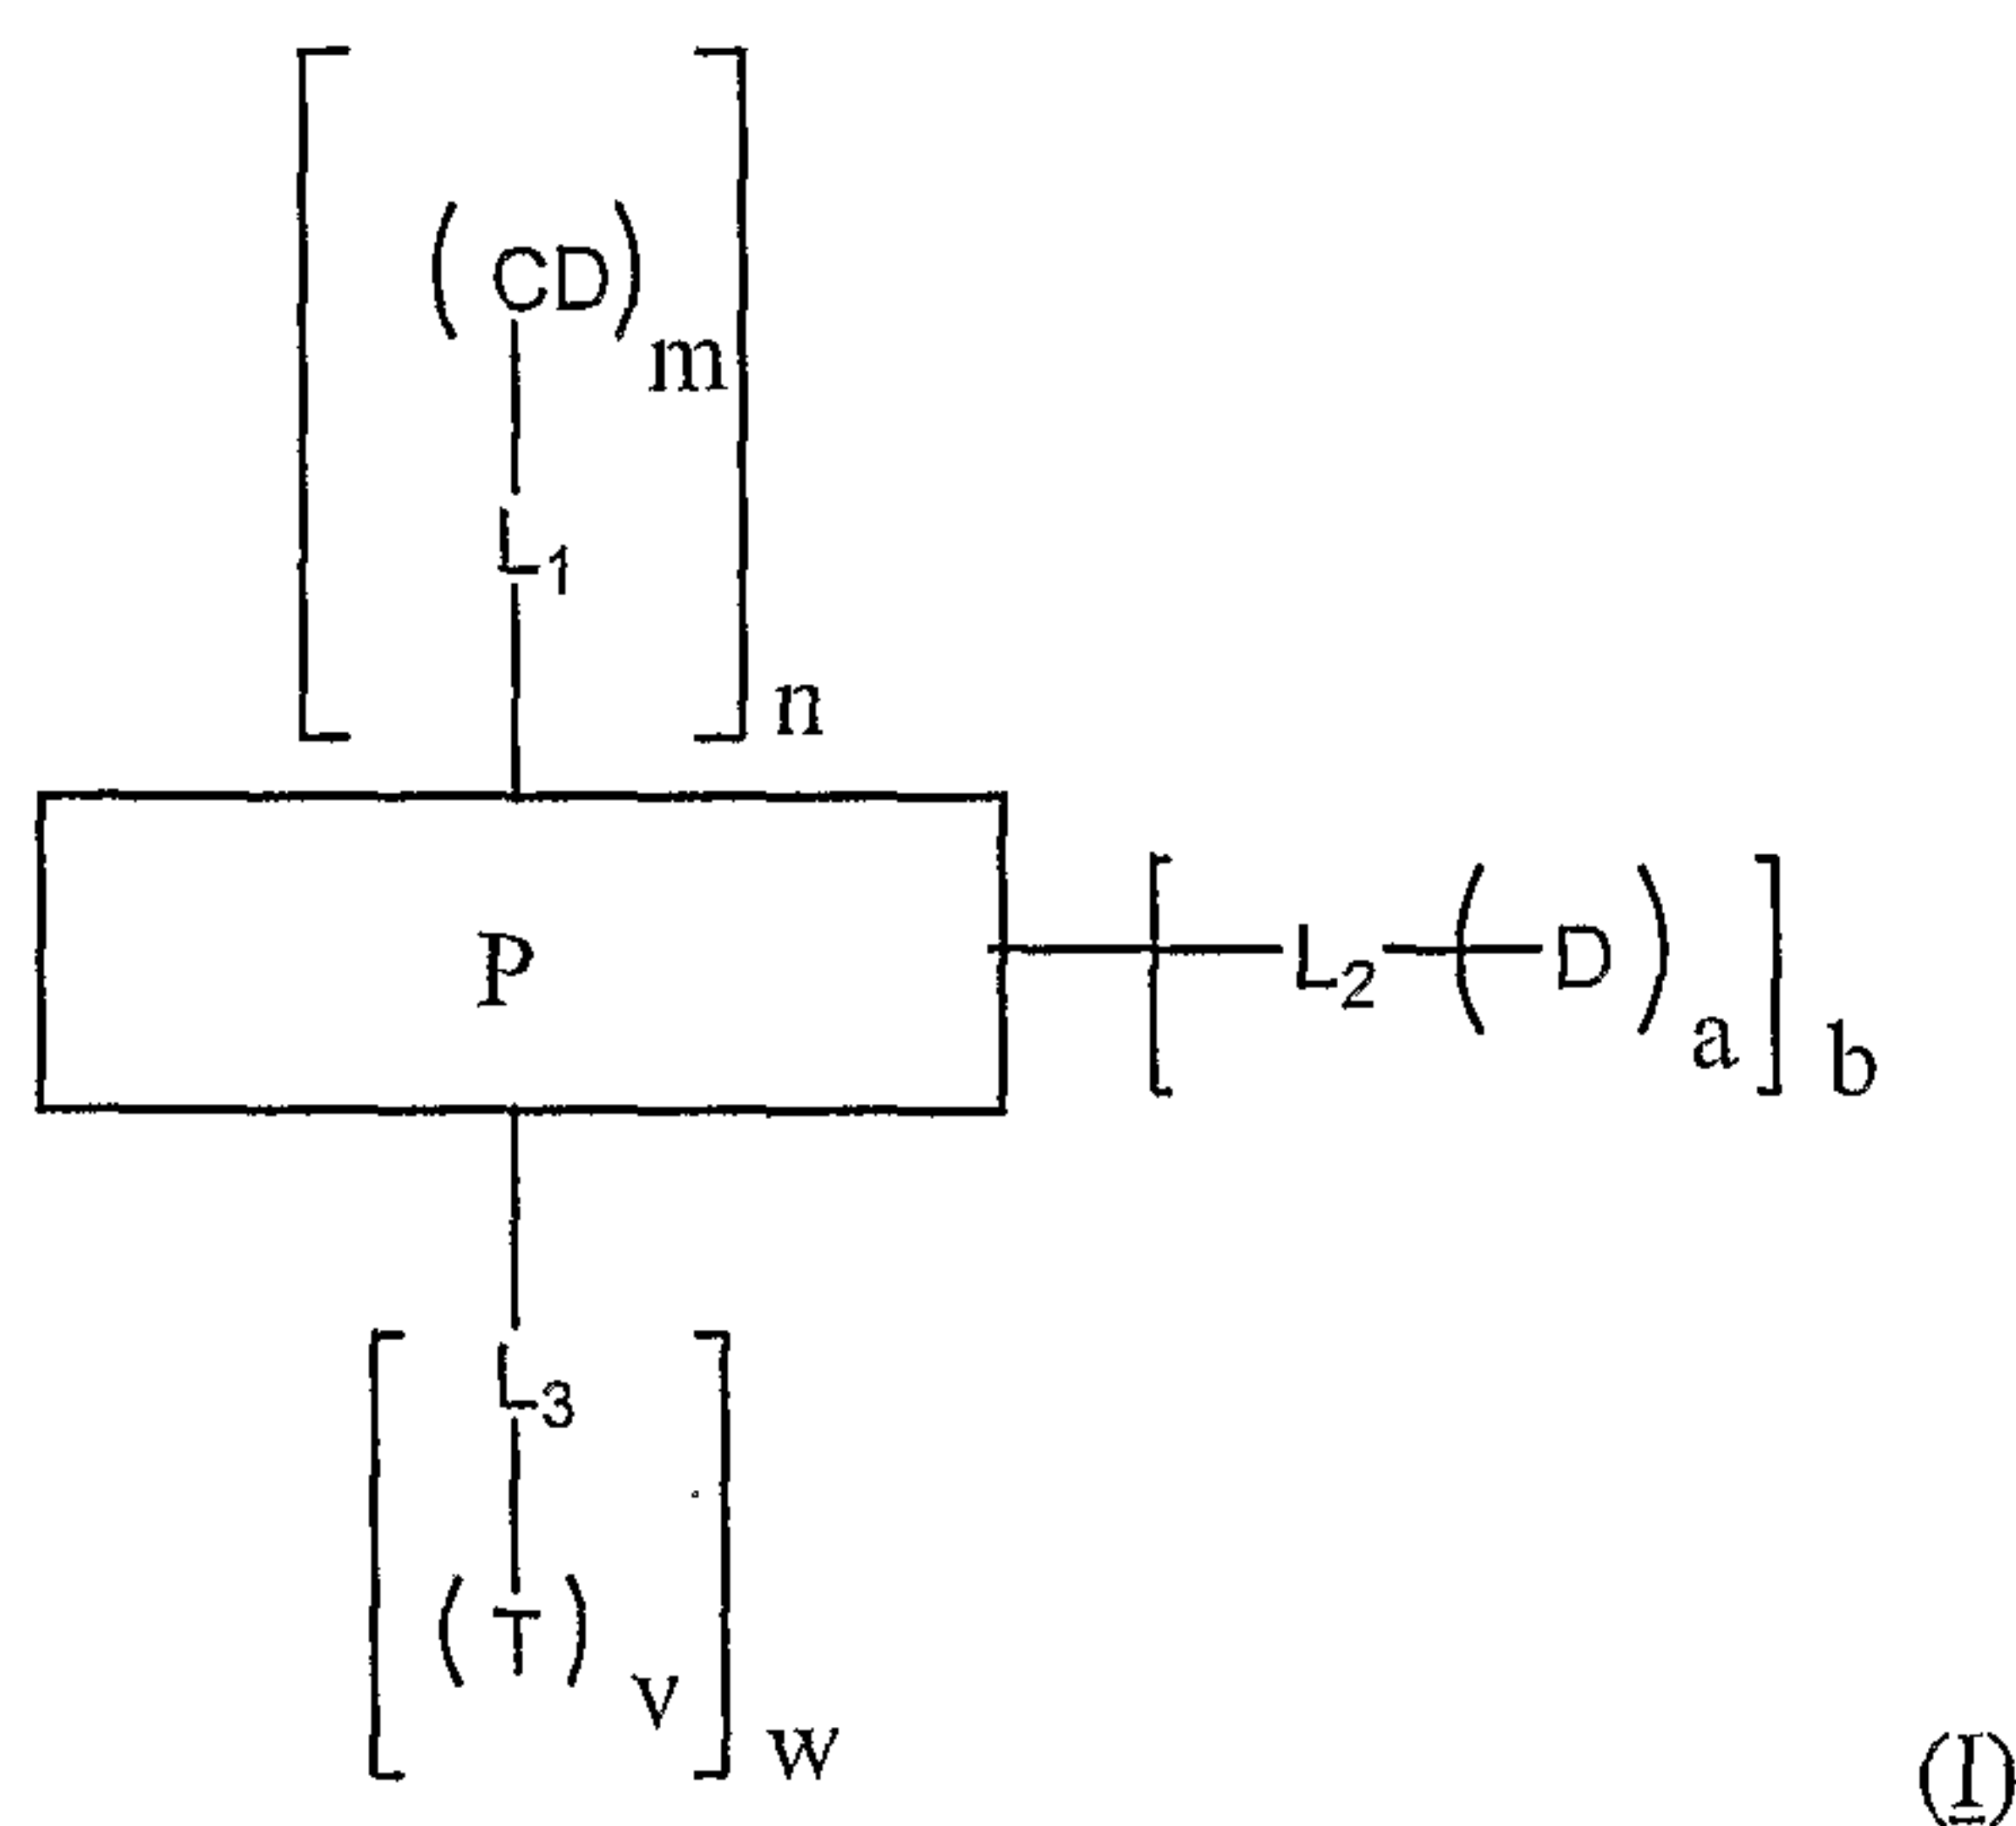 (CD)m
L1
n
P
L2 (D)a b
L3
(T)v
w
(I)